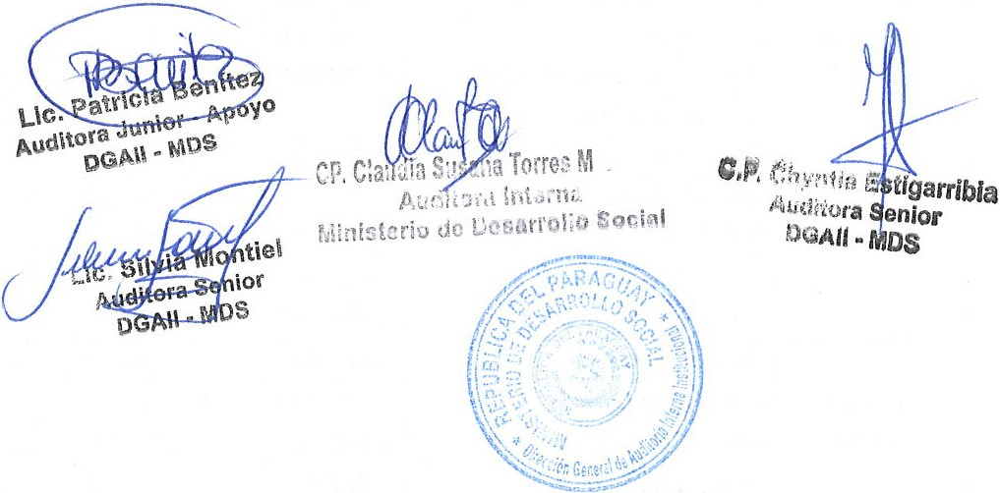 Lic. Patricia Benítez
Auditora Junior - Apoyo
DGAII - MDS
CP. Claudia Susana Torres M
Auditora Interna
Ministerio de Desarrollo Social
C.P. Chyntia Estigarribia
Auditora Senior
DGAII - MDS
Lic. Silvia Montiel
Auditora Senior
DGAII - MDS
REPUBLICA DEL PARAGUAY
MINISTERIO DE DESARROLLO SOCIAL
Dirección General de Auditoría Interna Institucional